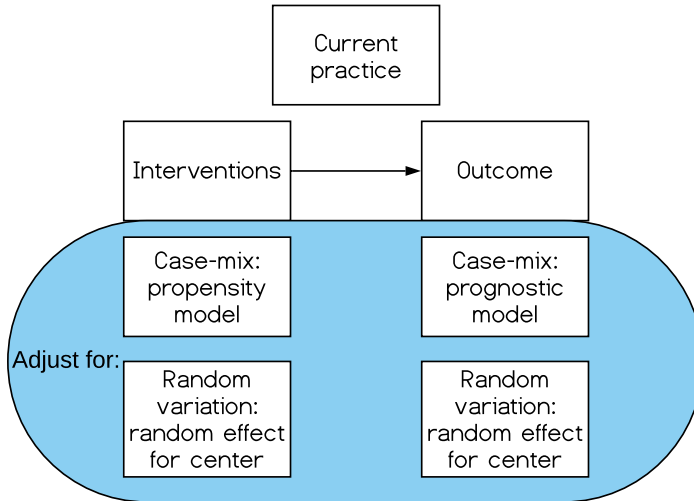 Current
practice
Interventions
Outcome
Case-mix:
propensity
model
Case-mix:
prognostic
model
Adjust for:
Random
variation:
random effect
for center
Random
variation:
random effect
for center